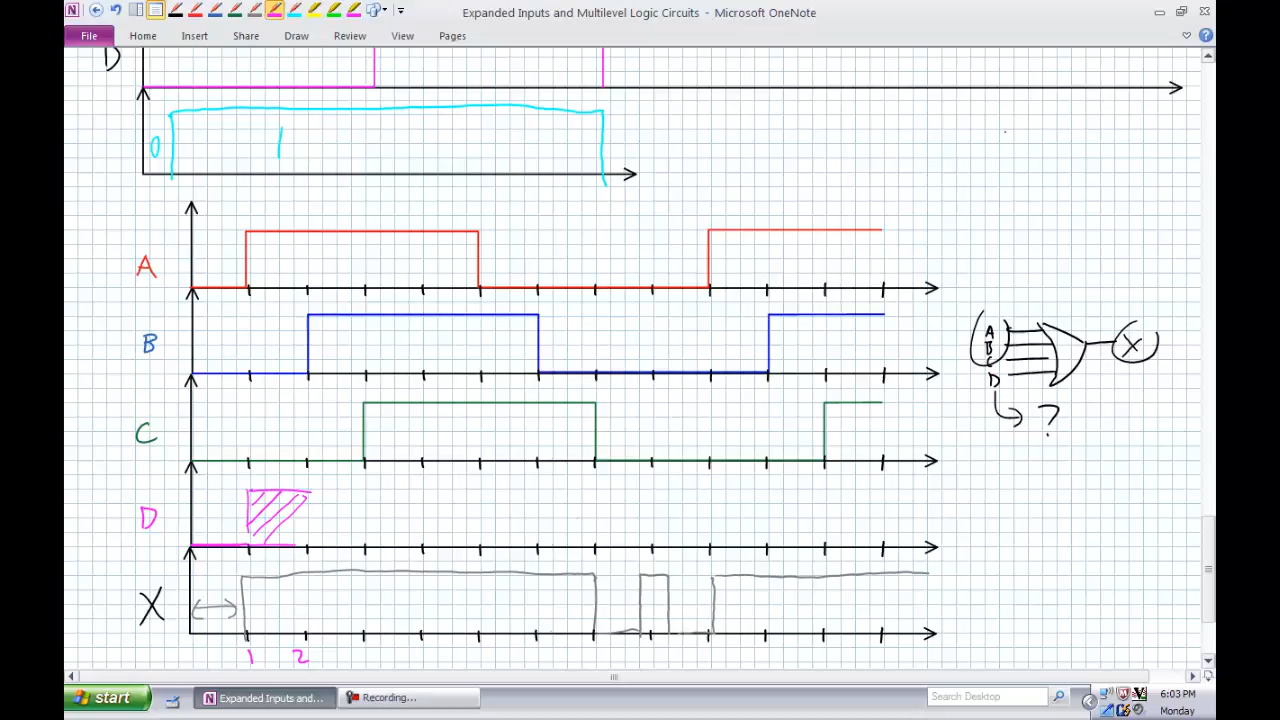 Expanded Inputs and Multilevel Logic Circuits - Microsoft OneNote
File Home Insert Share Draw Review View Pages
D
0 1
A
B
C
D
X
1 2
A
B
C
D
X
?
start Expanded Inputs and... Recording... Search Desktop 6:03 PM
Monday